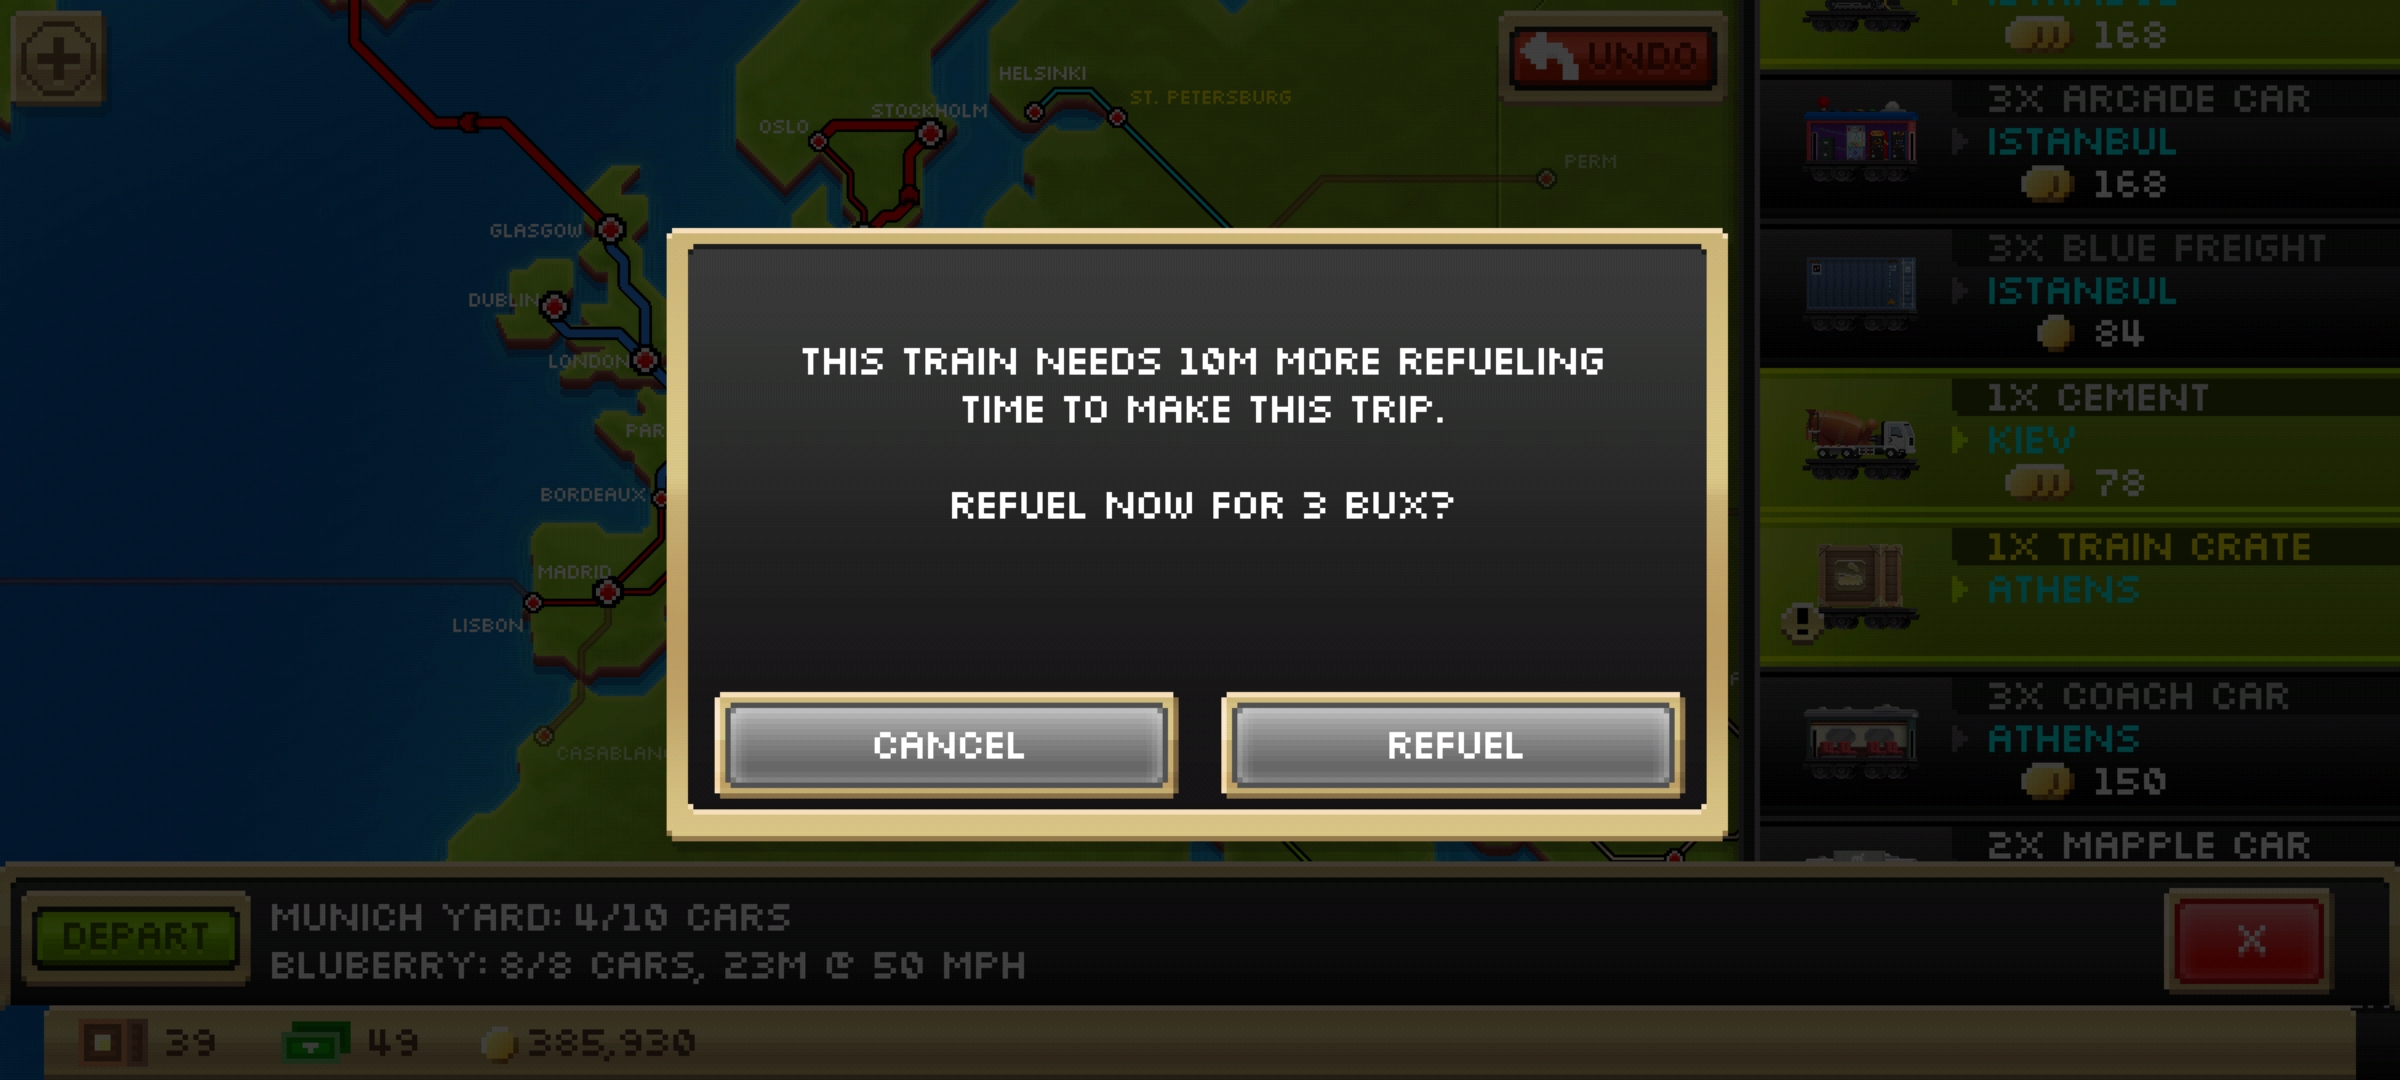 UNDO
HELSINKI
ST. PETERSBURG
STOCKHOLM
OSLO
PERM
GLASGOW
DUBLIN
LONDON
PAR
BORDEAUX
MADRID
LISBON
CASABLANC
THIS TRAIN NEEDS 10M MORE REFUELING
TIME TO MAKE THIS TRIP.
REFUEL NOW FOR 3 BUX?
CANCEL
REFUEL
168
3X ARCADE CAR
ISTANBUL
168
3X BLUE FREIGHT
ISTANBUL
84
1X CEMENT
KIEV
78
1X TRAIN CRATE
ATHENS
3X COACH CAR
ATHENS
150
2X MAPPLE CAR
DEPART
MUNICH YARD: 4/10 CARS
BLUBERRY: 8/8 CARS, 23M @ 50 MPH
X
39
49
385,930